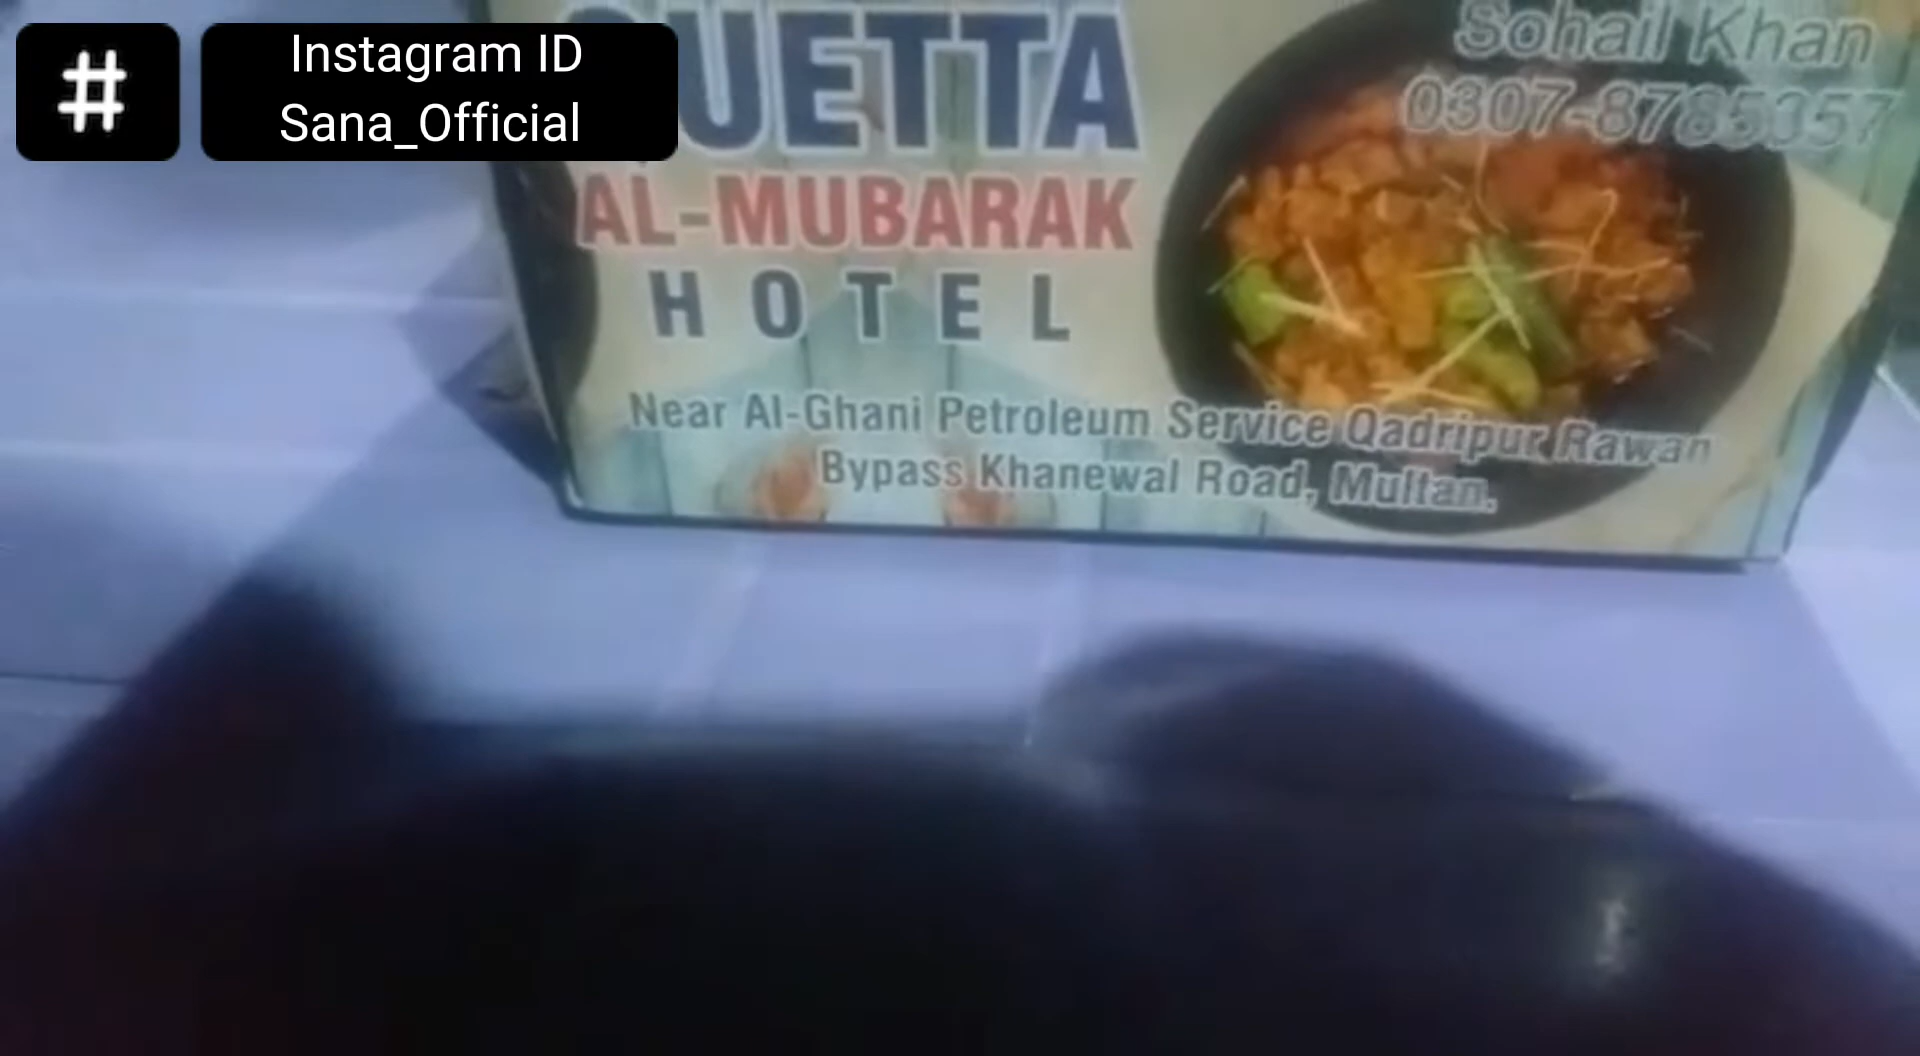 #
Instagram ID
Sana_Official
QUETTA
AL-MUBARAK
HOTEL
Sohail Khan
Near Al-Ghani Petroleum Service Qadripur Rawan
Bypass Khanewal Road, Multan.